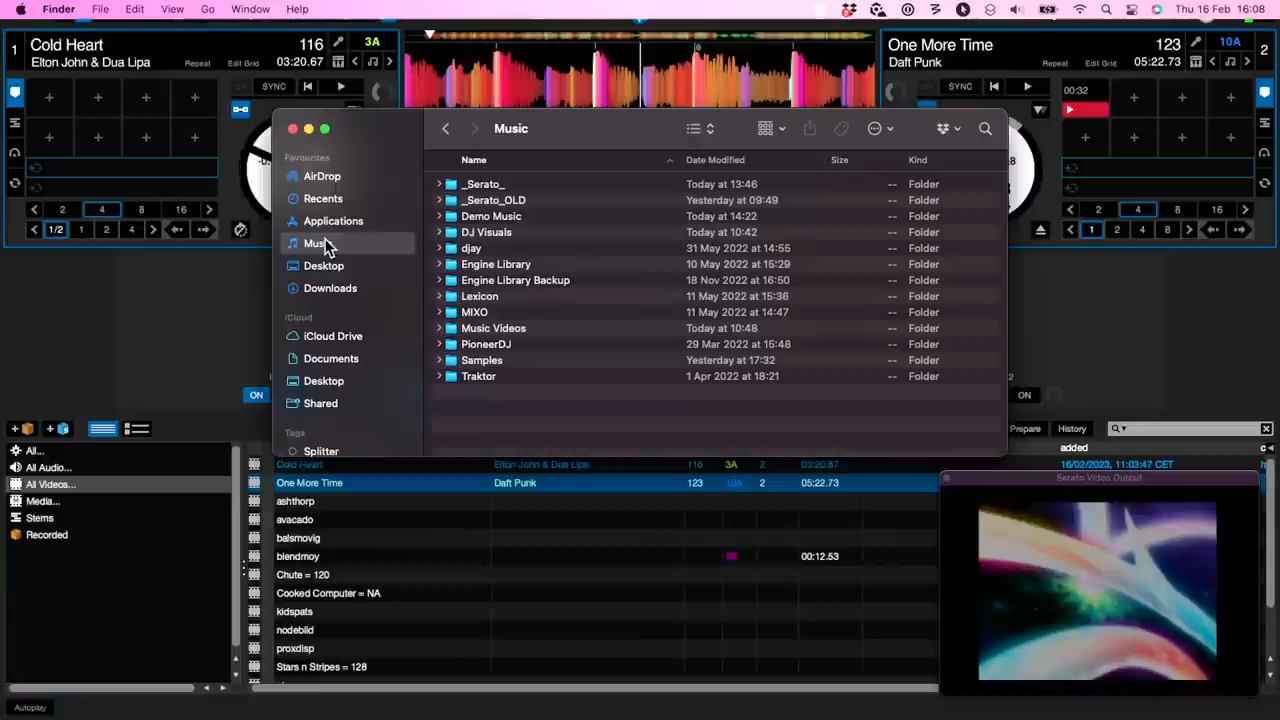 Finder File Edit View Go Window Help Thu 16 Feb 16:08
1 Cold Heart 116 3A
Elton John & Dua Lipa Repeat Edit Grid 03:20.67
SYNC
2 4 8 16
1/2 1 2 4
One More Time 123 10A 2
Daft Punk Repeat Edit Grid 05:22.73
SYNC
00:32
2 4 8 16
1 2 4 8
Favourites
AirDrop
Recents
Applications
Desktop
Downloads
iCloud
iCloud Drive
Documents
Desktop
Shared
Tags
Splitter
Music
Name Date Modified Size Kind
_Serato_ Today at 13:46 -- Folder
_Serato_OLD Yesterday at 09:49 -- Folder
Demo Music Today at 14:22 -- Folder
DJ Visuals Today at 10:42 -- Folder
djay 31 May 2022 at 14:55 -- Folder
Engine Library 10 May 2022 at 15:29 -- Folder
Engine Library Backup 18 Nov 2022 at 16:50 -- Folder
Lexicon 11 May 2022 at 15:36 -- Folder
MIXO 11 May 2022 at 14:47 -- Folder
Music Videos Today at 10:48 -- Folder
PioneerDJ 29 Mar 2022 at 15:48 -- Folder
Samples Yesterday at 17:32 -- Folder
Traktor 1 Apr 2022 at 18:21 -- Folder
ON ON
Prepare History
All...
All Audio...
All Videos...
Media...
Stems
Recorded
added
Cold Heart Elton John & Dua Lipa 116 3A 2 03:20.67 16/02/2023, 11:03:47 CET
One More Time Daft Punk 123 10A 2 05:22.73
ashthorp
avacado
balsmovig
blendmoy 00:12.53
Chute = 120
Cooked Computer = NA
kidspats
nodebild
proxdisp
Stars n Stripes = 128
Serato Video Output
Autoplay